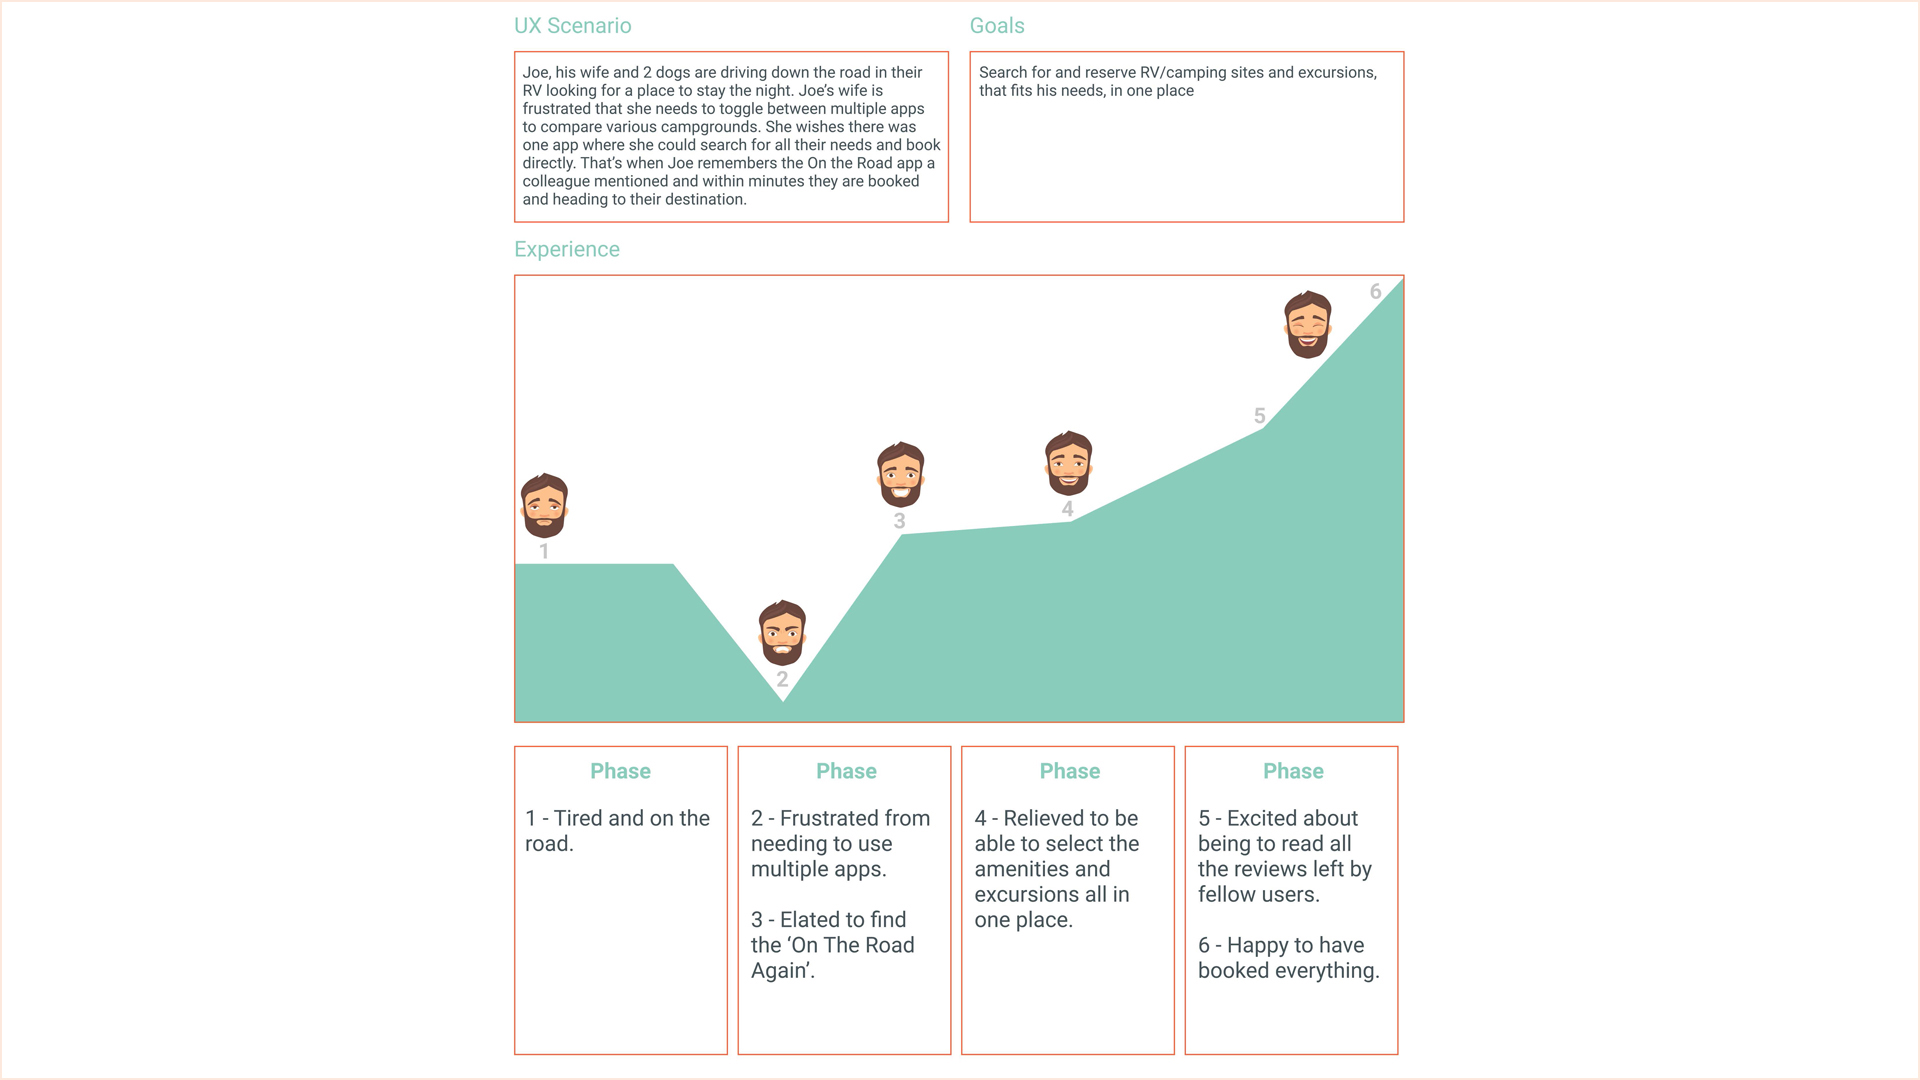 UX Scenario
Joe, his wife and 2 dogs are driving down the road in their
RV looking for a place to stay the night. Joe's wife is
frustrated that she needs to toggle between multiple apps
to compare various campgrounds. She wishes there was
one app where she could search for all their needs and book
directly. That's when Joe remembers the On the Road app a
colleague mentioned and within minutes they are booked
and heading to their destination.
Goals
Search for and reserve RV/camping sites and excursions,
that fits his needs, in one place
Experience
1
2
3
4
5
6
Phase
1 - Tired and on the
road.
Phase
2 - Frustrated from
needing to use
multiple apps.
3 - Elated to find
the ‘On The Road
Again’.
Phase
4 - Relieved to be
able to select the
amenities and
excursions all in
one place.
Phase
5 - Excited about
being to read all
the reviews left by
fellow users.
6 - Happy to have
booked everything.